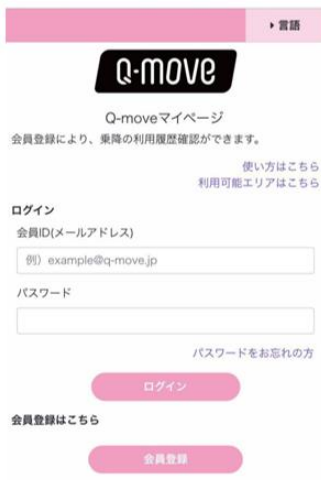 ▶言語
Q-move
Q-moveマイページ
会員登録により、乗降の利用履歴確認ができます。
使い方はこちら
利用可能エリアはこちら
ログイン
会員ID(メールアドレス)
例）example@q-move.jp
パスワード
パスワードをお忘れの方
ログイン
会員登録はこちら
会員登録